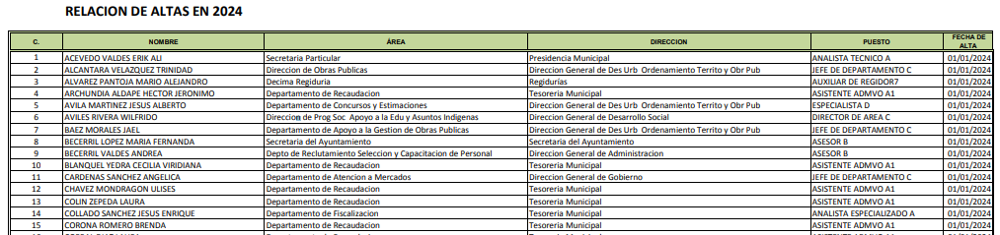 RELACION DE ALTAS EN 2024
C. NOMBRE ÁREA DIRECCION PUESTO FECHA DE ALTA
1 ACEVEDO VALDES ERIK ALI Secretaria Particular Presidencia Municipal ANALISTA TECNICO A 01/01/2024
2 ALCANTARA VELAZQUEZ TRINIDAD Direccion de Obras Publicas Direccion General de Des Urb Ordenamiento Territo y Obr Pub JEFE DE DEPARTAMENTO C 01/01/2024
3 ALVAREZ PANTOJA MARIO ALEJANDRO Decima Regiduria Regidurías AUXILIAR DE REGIDOR7 01/01/2024
4 ARCHUNDIA ALDAPE HECTOR JERONIMO Departamento de Recaudacion Tesoreria Municipal ASISTENTE ADMVO A1 01/01/2024
5 AVILA MARTINEZ JESUS ALBERTO Departamento de Concursos y Estimaciones Direccion General de Des Urb Ordenamiento Territo y Obr Pub ESPECIALISTA D 01/01/2024
6 AVILES RIVERA WILFRIDO Direccion de Prog Soc Apoyo a la Edu y Asuntos Indigenas Direccion General de Desarrollo Social DIRECTOR DE AREA C 01/01/2024
7 BAEZ MORALES JAEL Departamento de Apoyo a la Gestion de Obras Publicas Direccion General de Des Urb Ordenamiento Territo y Obr Pub JEFE DE DEPARTAMENTO C 01/01/2024
8 BECERRIL LOPEZ MARIA FERNANDA Secretaria del Ayuntamiento Secretaria del Ayuntamiento ASESOR B 01/01/2024
9 BECERRIL VALDES ANDREA Depto de Reclutamiento Seleccion y Capacitacion de Personal Direccion General de Administracion ASESOR B 01/01/2024
10 BLANQUEL YEDRA CECILIA VIRIDIANA Departamento de Recaudacion Tesoreria Municipal ASISTENTE ADMVO A1 01/01/2024
11 CARDENAS SANCHEZ ANGELICA Departamento de Atencion a Mercados Direccion General de Gobierno JEFE DE DEPARTAMENTO C 01/01/2024
12 CHAVEZ MONDRAGON ULISES Departamento de Recaudacion Tesoreria Municipal ASISTENTE ADMVO A1 01/01/2024
13 COLIN ZEPEDA LAURA Departamento de Recaudacion Tesoreria Municipal ASISTENTE ADMVO A1 01/01/2024
14 COLLADO SANCHEZ JESUS ENRIQUE Departamento de Fiscalizacion Tesoreria Municipal ANALISTA ESPECIALIZADO A 01/01/2024
15 CORONA ROMERO BRENDA Departamento de Recaudacion Tesoreria Municipal ASISTENTE ADMVO A1 01/01/2024